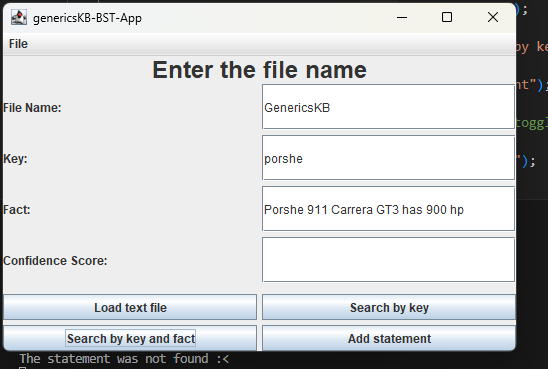 genericsKB-BST-App
);
File
by ke
Enter the file name
File Name: GenericsKB
nt");
Key: porshe
toggl
");
Fact: Porshe 911 Carrera GT3 has 900 hp
Confidence Score:
Load text file Search by key
Search by key and fact Add statement
The statement was not found :<